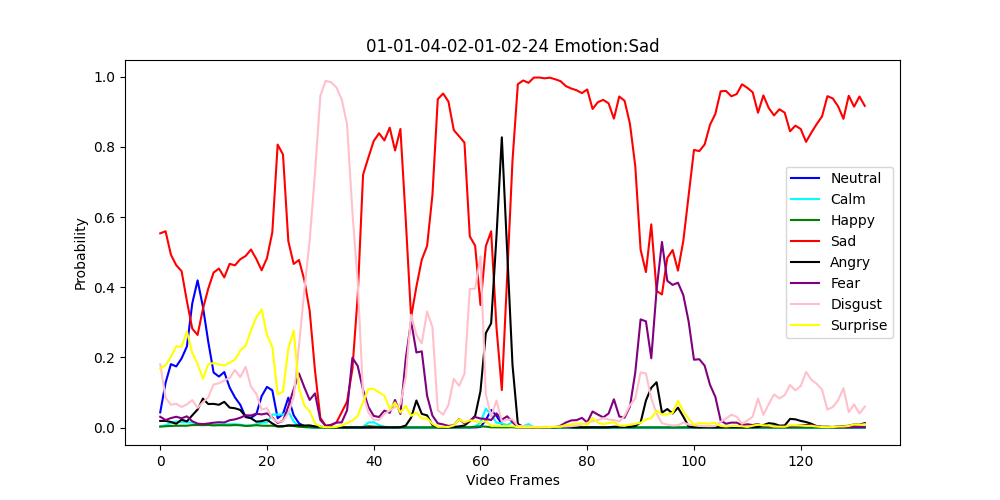 01-01-04-02-01-02-24 Emotion:Sad
Probability
1.0
0.8
0.6
0.4
0.2
0.0
0 20 40 60 80 100 120
Video Frames
Neutral
Calm
Happy
Sad
Angry
Fear
Disgust
Surprise